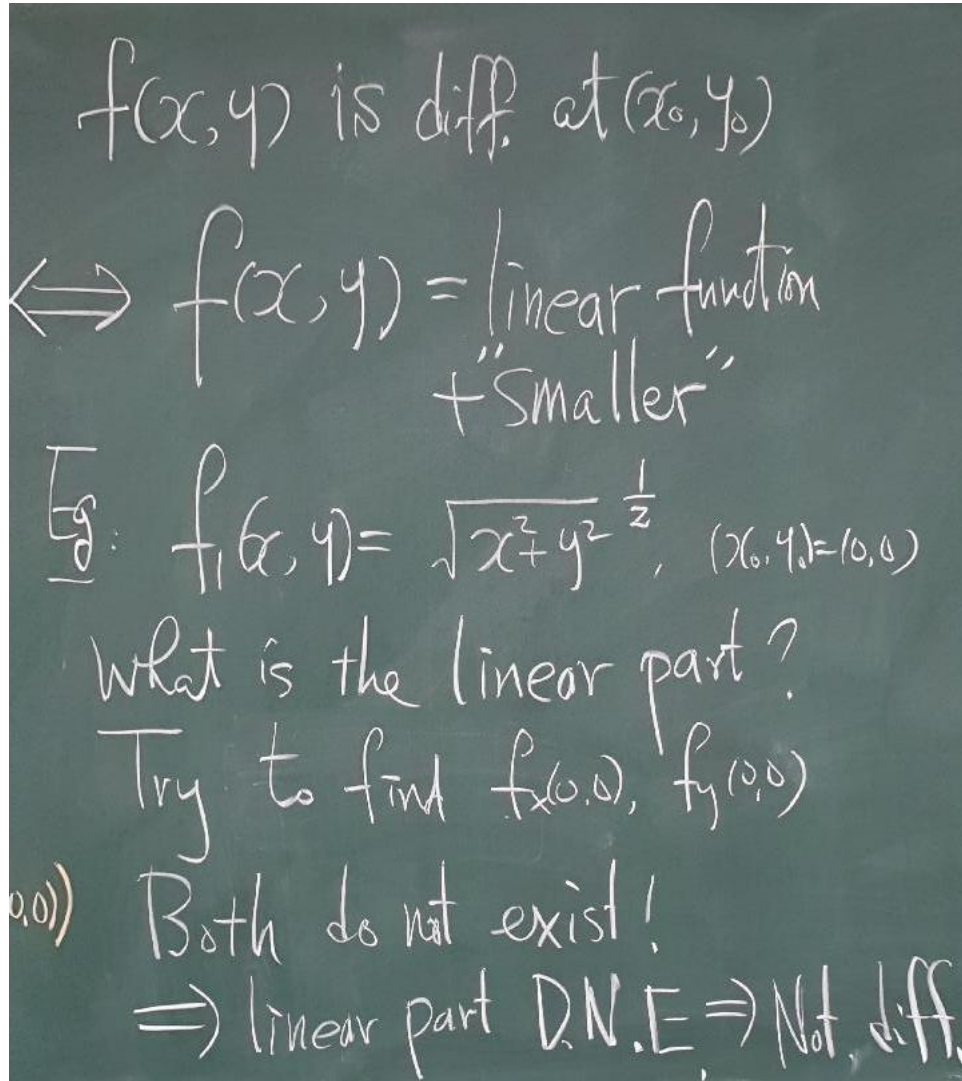 f(x,y) is diff. at (x₀, y₀)
⟺ f(x,y) = linear function
+ "smaller"
Eg: f₁(x,y) = √(x²+y²)^(1/2), (x₀,y₀)=(0,0)
What is the linear part?
Try to find fₓ(0,0), f_y(0,0)
0,0)) Both do not exist!
⟹ linear part D.N.E. ⟹ Not diff.